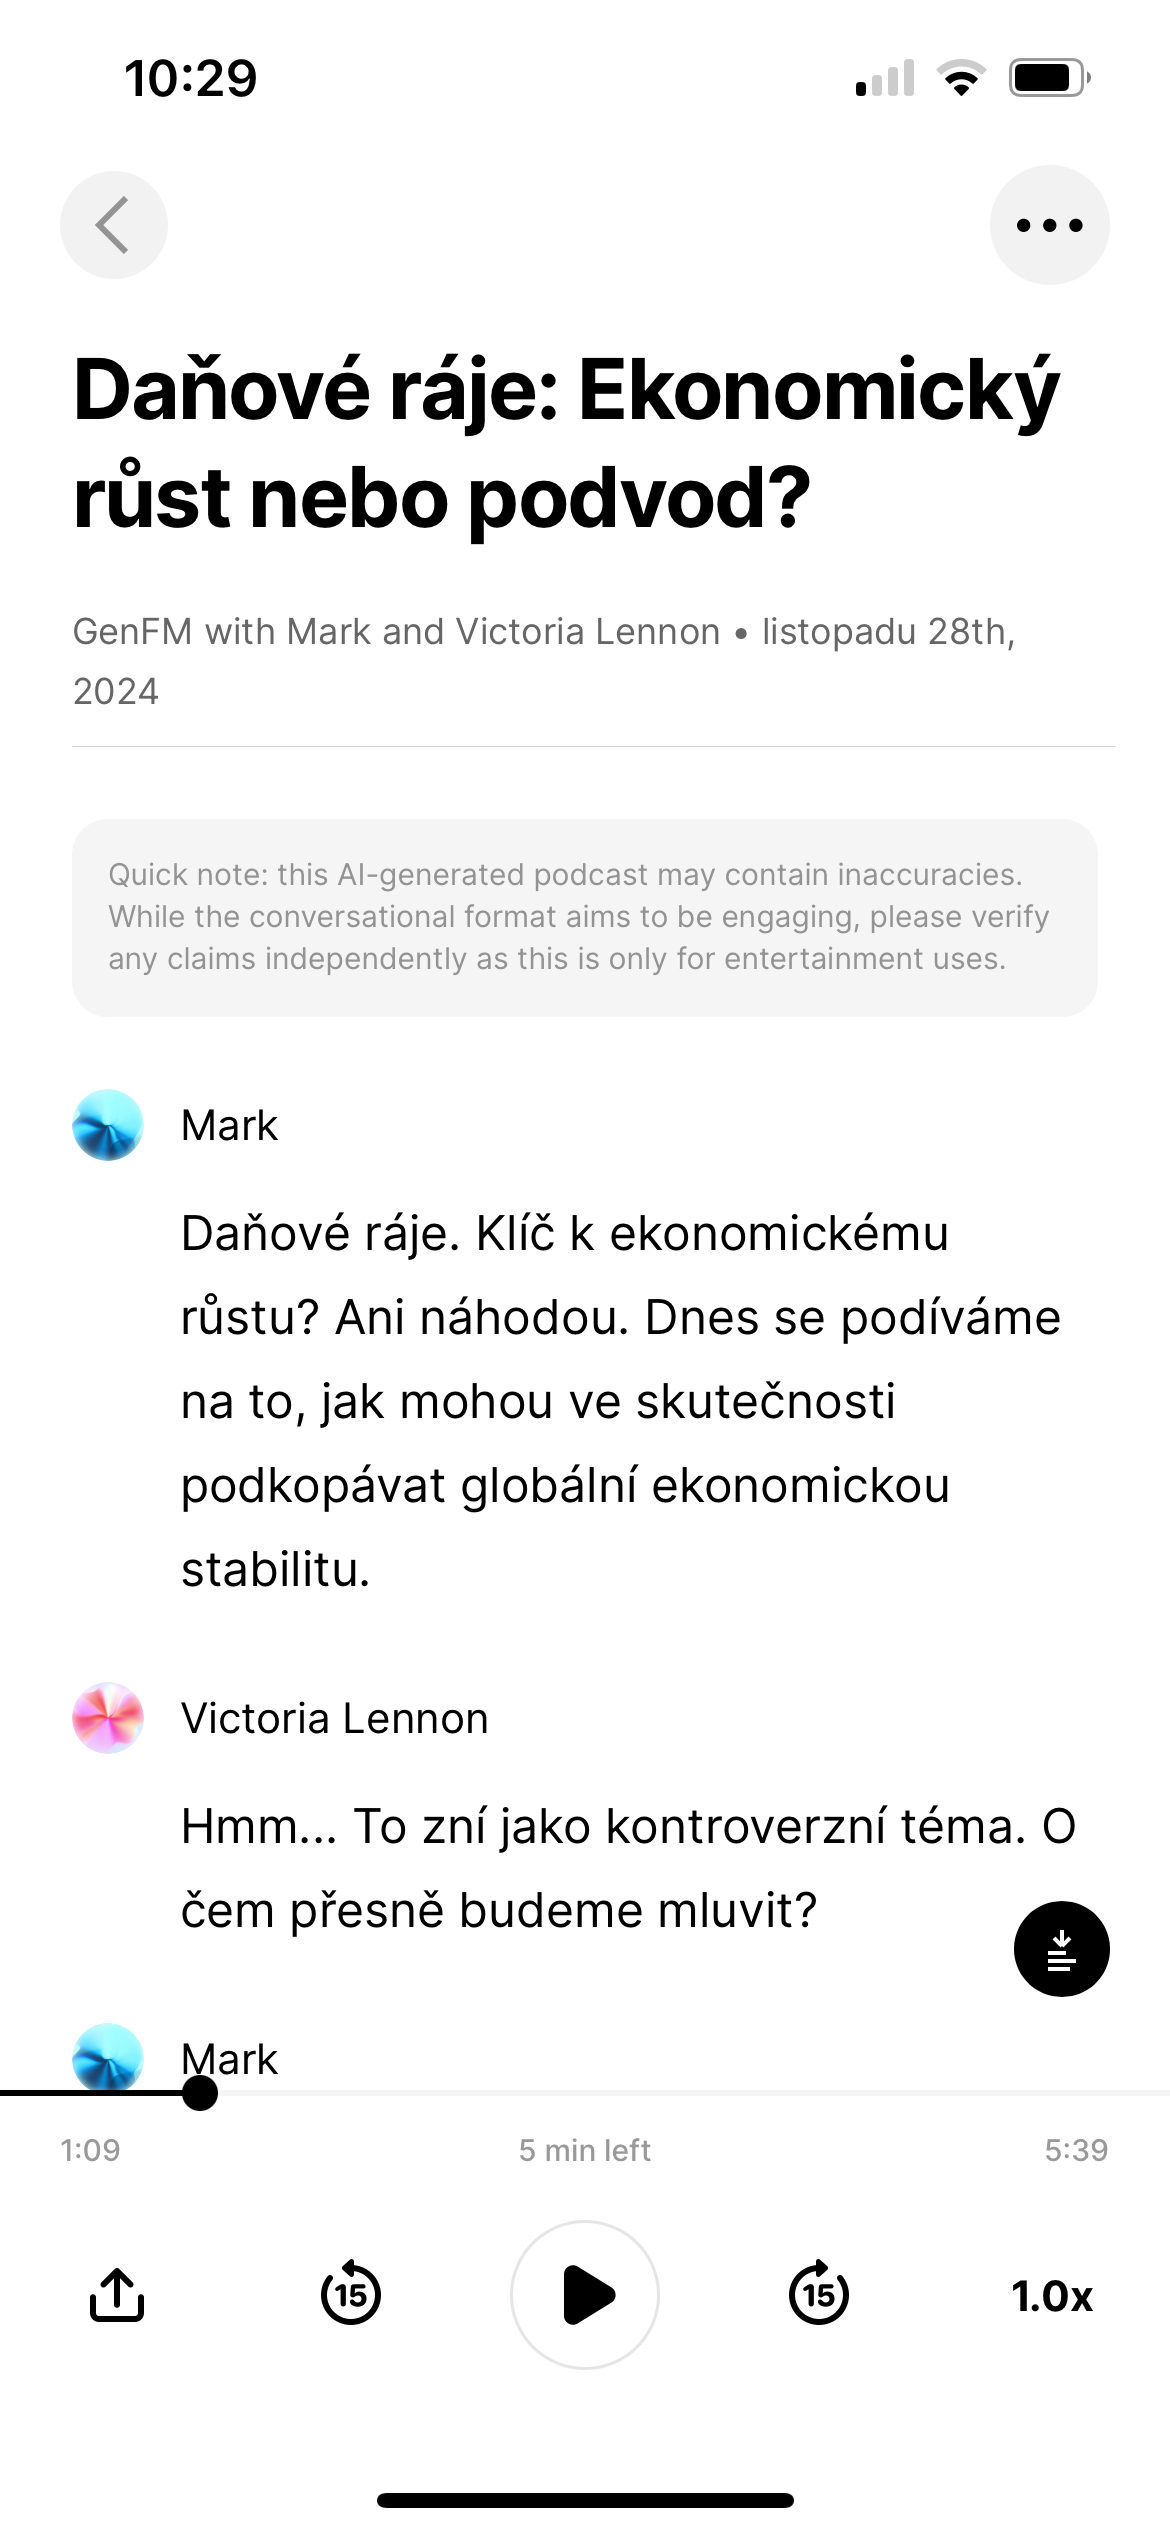 10:29
Daňové ráje: Ekonomický
růst nebo podvod?
GenFM with Mark and Victoria Lennon • listopadu 28th,
2024
Quick note: this AI-generated podcast may contain inaccuracies.
While the conversational format aims to be engaging, please verify
any claims independently as this is only for entertainment uses.
Mark
Daňové ráje. Klíč k ekonomickému
růstu? Ani náhodou. Dnes se podíváme
na to, jak mohou ve skutečnosti
podkopávat globální ekonomickou
stabilitu.
Victoria Lennon
Hmm... To zní jako kontroverzní téma. O
čem přesně budeme mluvit?
Mark
1:09 5 min left 5:39
15 15 1.0x